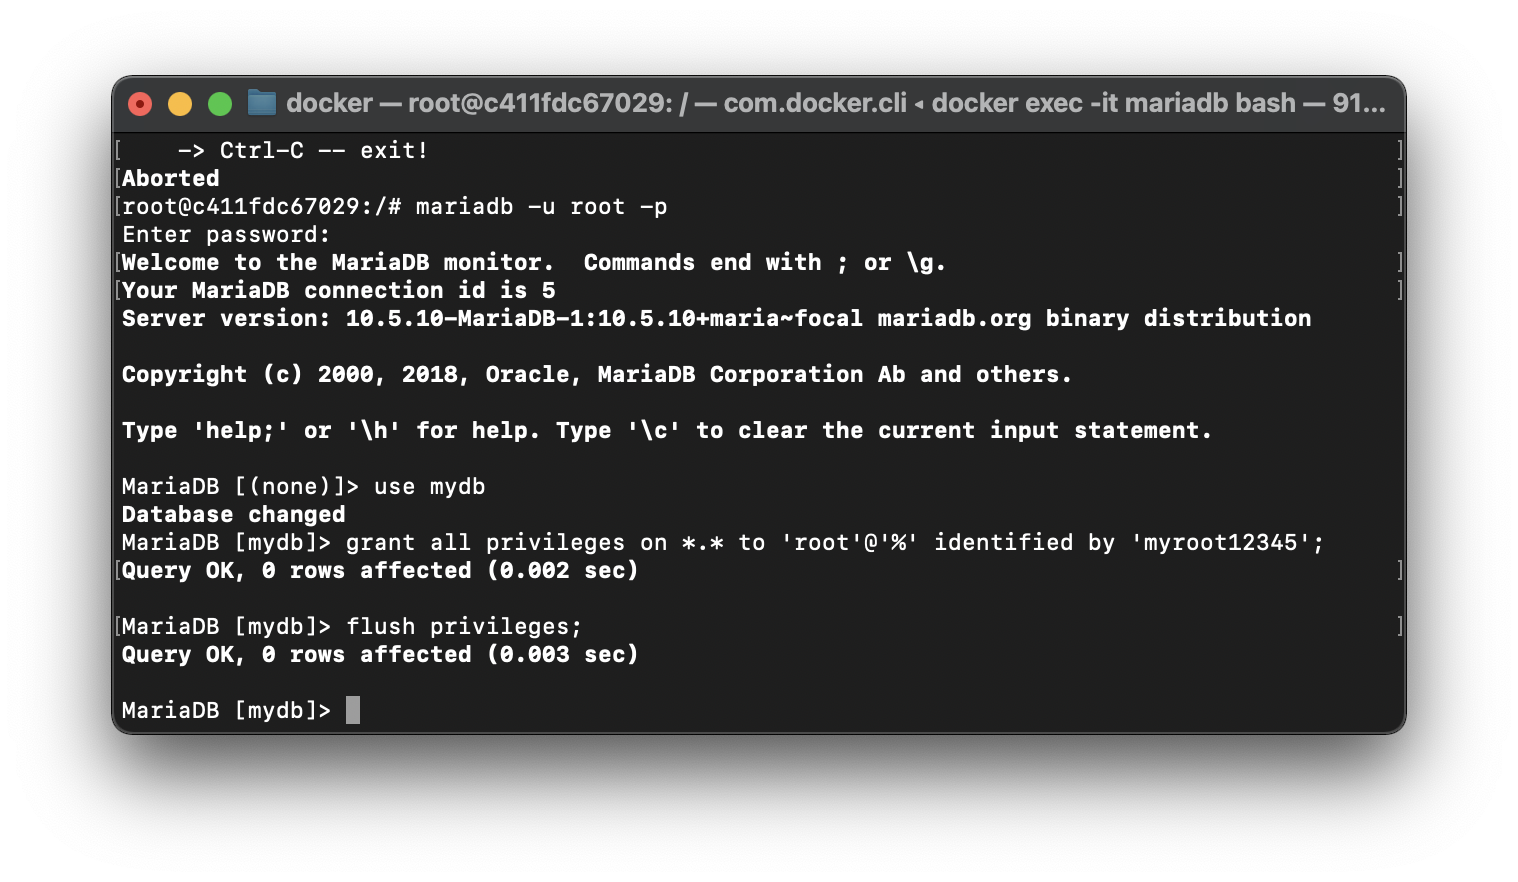 docker — root@c411fdc67029: / — com.docker.cli ◂ docker exec -it mariadb bash — 91...
[    -> Ctrl-C -- exit! ]
[Aborted ]
[root@c411fdc67029:/# mariadb -u root -p ]
Enter password:
[Welcome to the MariaDB monitor.  Commands end with ; or \g. ]
[Your MariaDB connection id is 5 ]
Server version: 10.5.10-MariaDB-1:10.5.10+maria~focal mariadb.org binary distribution
Copyright (c) 2000, 2018, Oracle, MariaDB Corporation Ab and others.
Type 'help;' or '\h' for help. Type '\c' to clear the current input statement.
MariaDB [(none)]> use mydb
Database changed
MariaDB [mydb]> grant all privileges on *.* to 'root'@'%' identified by 'myroot12345';
[Query OK, 0 rows affected (0.002 sec) ]
[MariaDB [mydb]> flush privileges; ]
Query OK, 0 rows affected (0.003 sec)
MariaDB [mydb]>